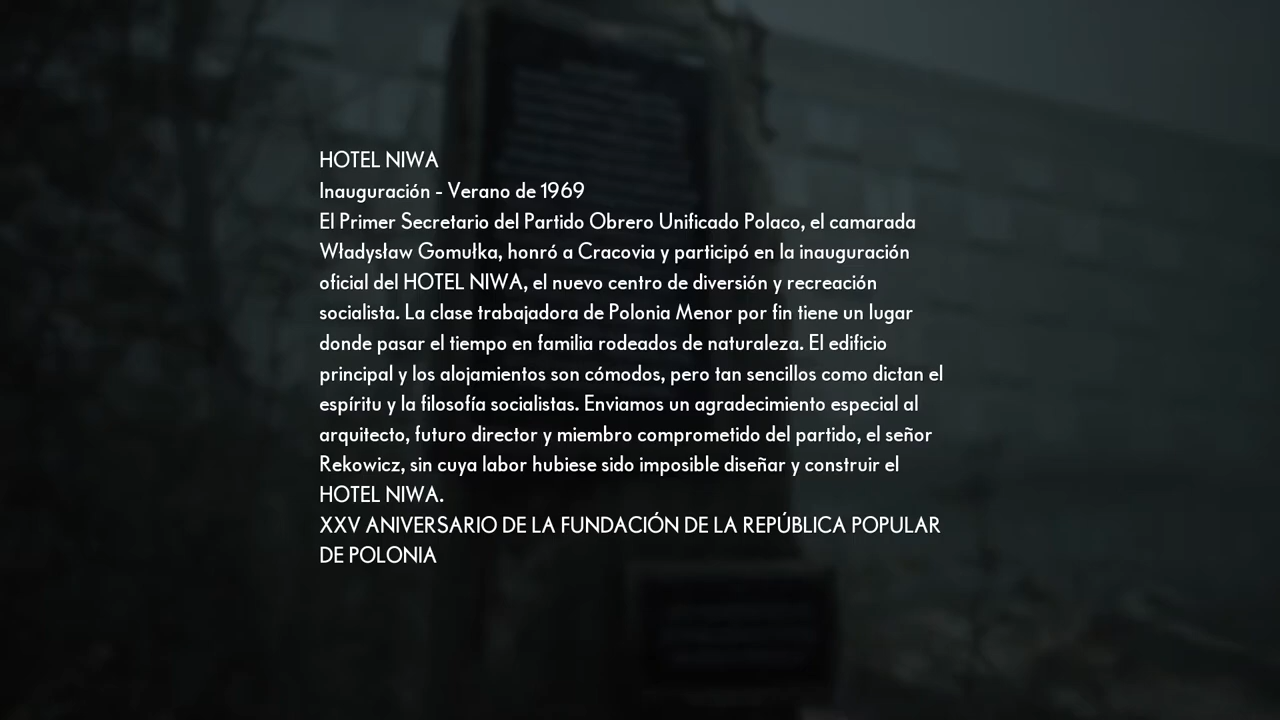 HOTEL NIWA
Inauguración - Verano de 1969
El Primer Secretario del Partido Obrero Unificado Polaco, el camarada
Władysław Gomułka, honró a Cracovia y participó en la inauguración
oficial del HOTEL NIWA, el nuevo centro de diversión y recreación
socialista. La clase trabajadora de Polonia Menor por fin tiene un lugar
donde pasar el tiempo en familia rodeados de naturaleza. El edificio
principal y los alojamientos son cómodos, pero tan sencillos como dictan el
espíritu y la filosofía socialistas. Enviamos un agradecimiento especial al
arquitecto, futuro director y miembro comprometido del partido, el señor
Rekowicz, sin cuya labor hubiese sido imposible diseñar y construir el
HOTEL NIWA.
XXV ANIVERSARIO DE LA FUNDACIÓN DE LA REPÚBLICA POPULAR
DE POLONIA